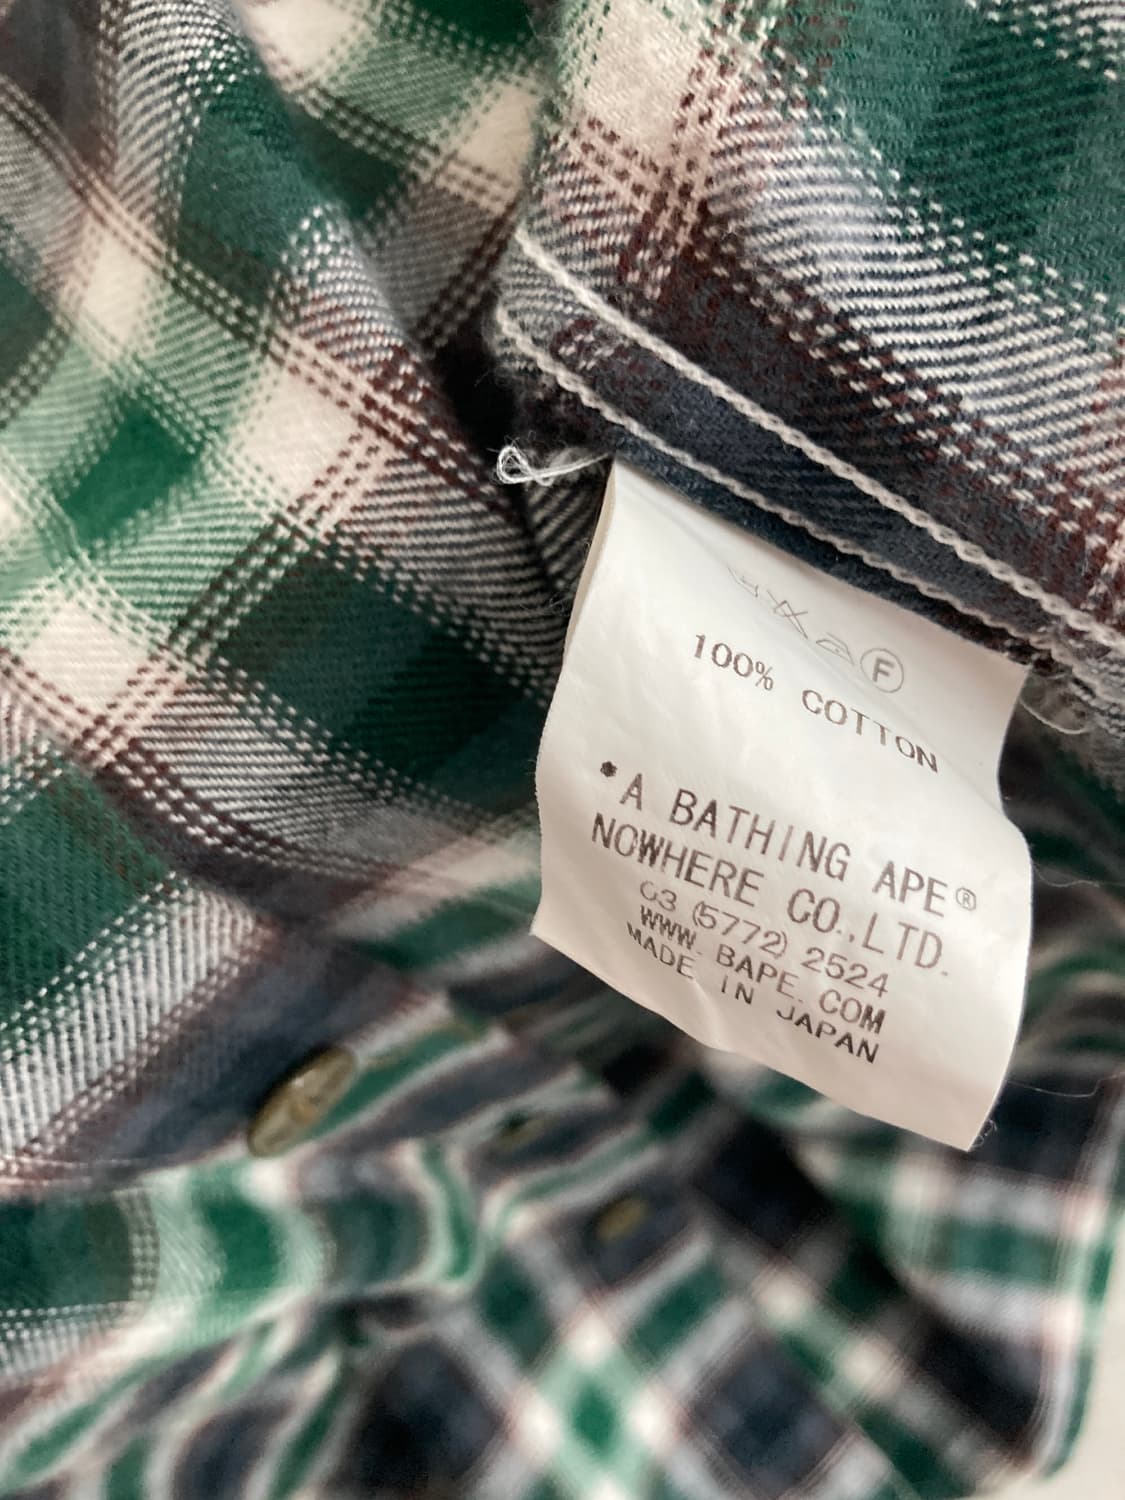 F
100% COTTON
•A BATHING APE®
NOWHERE CO.,LTD.
03 (5772) 2524
WWW. BAPE. COM
MADE IN JAPAN